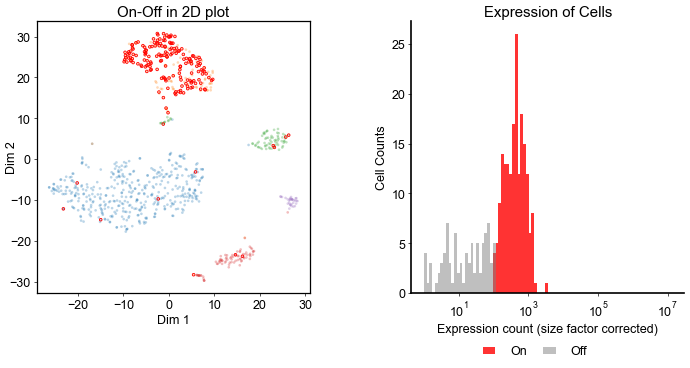 On-Off in 2D plot
30
20
10
0
−10
−20
−30
Dim 2
−20 −10 0 10 20 30
Dim 1
Expression of Cells
25
20
15
10
5
0
Cell Counts
10^1 10^3 10^5 10^7
Expression count (size factor corrected)
On Off